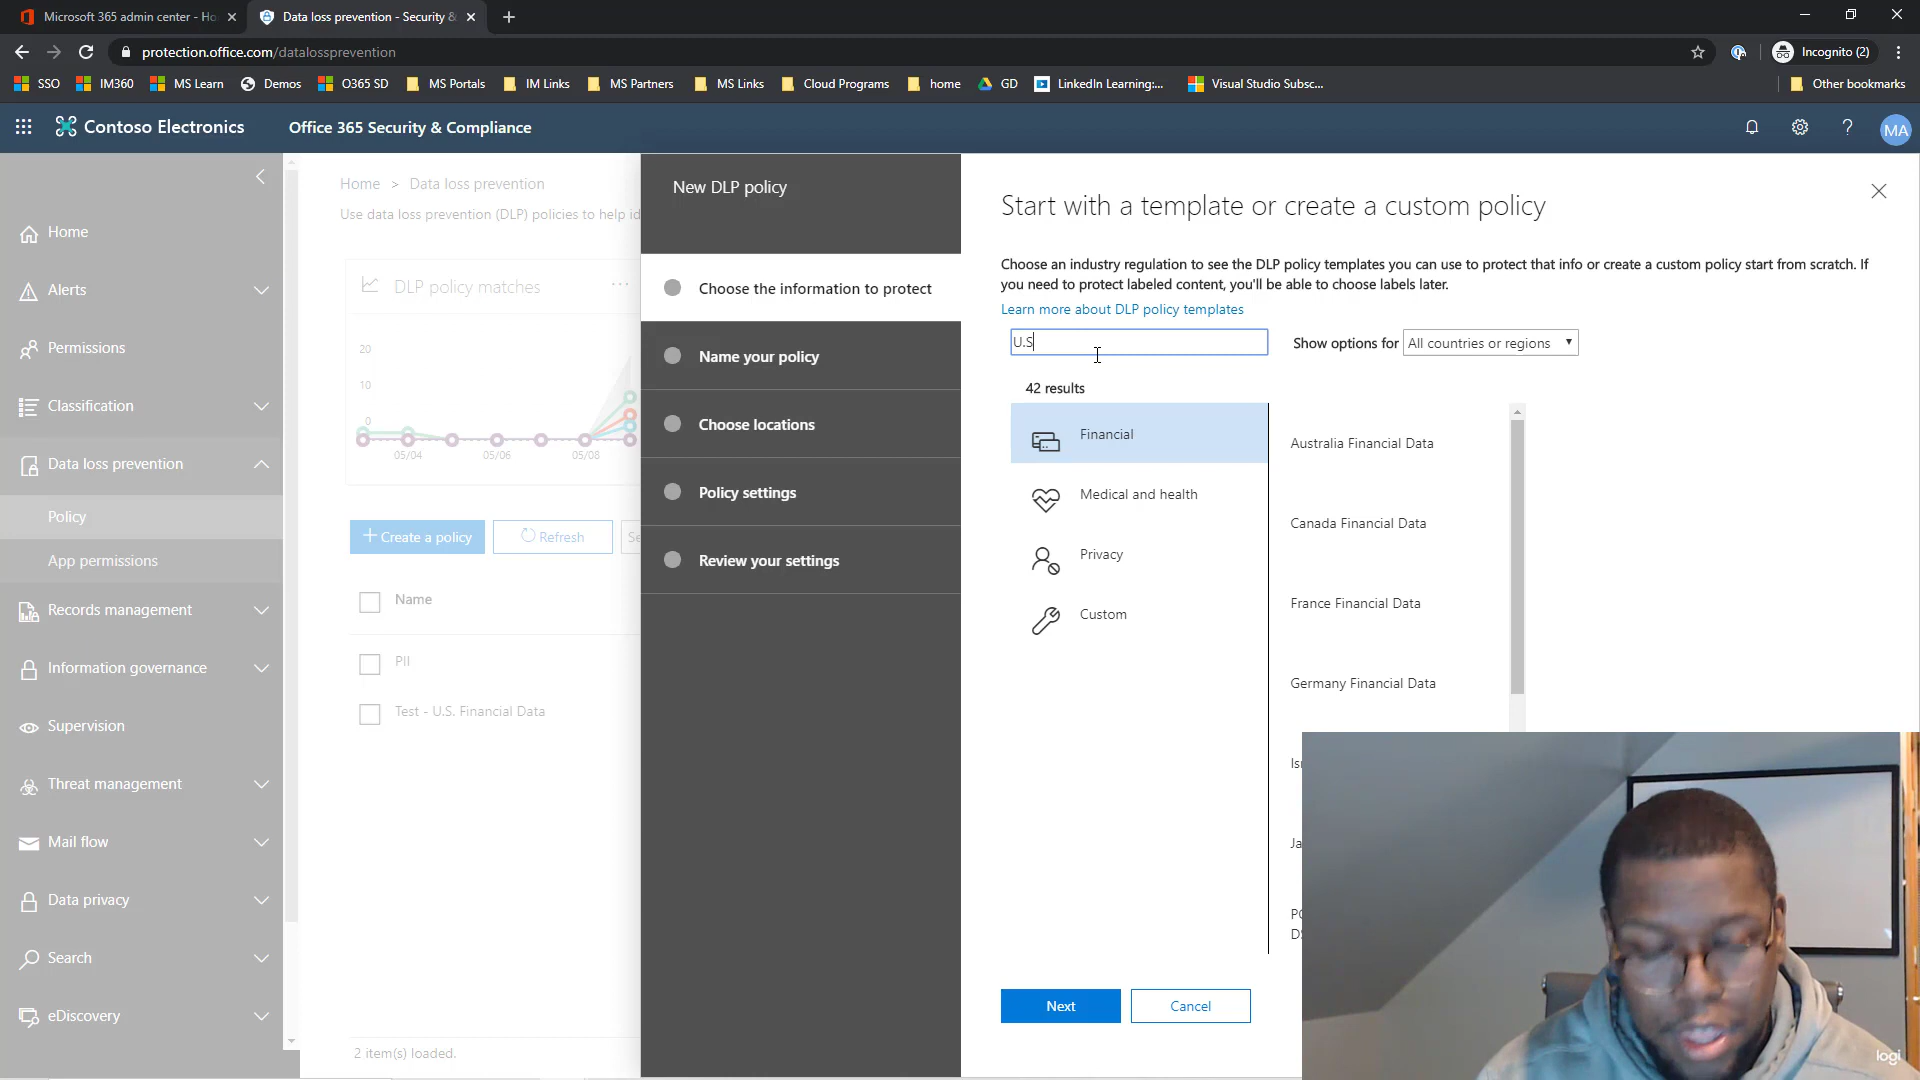 Microsoft 365 admin center - Ho
Data loss prevention - Security &
protection.office.com/datalossprevention
Incognito (2)
SSO
IM360
MS Learn
Demos
O365 SD
MS Portals
IM Links
MS Partners
MS Links
Cloud Programs
home
GD
LinkedIn Learning:...
Visual Studio Subsc...
Other bookmarks
Contoso Electronics
Office 365 Security & Compliance
?
MA
Home
Alerts
Permissions
Classification
Data loss prevention
Policy
App permissions
Records management
Information governance
Supervision
Threat management
Mail flow
Data privacy
Search
eDiscovery
Home > Data loss prevention
Use data loss prevention (DLP) policies to help id
DLP policy matches
...
20
10
0
05/04
05/06
05/08
+ Create a policy
Refresh
Se
Name
PII
Test - U.S. Financial Data
2 item(s) loaded.
New DLP policy
Choose the information to protect
Name your policy
Choose locations
Policy settings
Review your settings
Start with a template or create a custom policy
Choose an industry regulation to see the DLP policy templates you can use to protect that info or create a custom policy start from scratch. If
you need to protect labeled content, you'll be able to choose labels later.
Learn more about DLP policy templates
U.S
Show options for
All countries or regions
42 results
Financial
Medical and health
Privacy
Custom
Australia Financial Data
Canada Financial Data
France Financial Data
Germany Financial Data
Is
Ja
PC
DS
Next
Cancel
logi